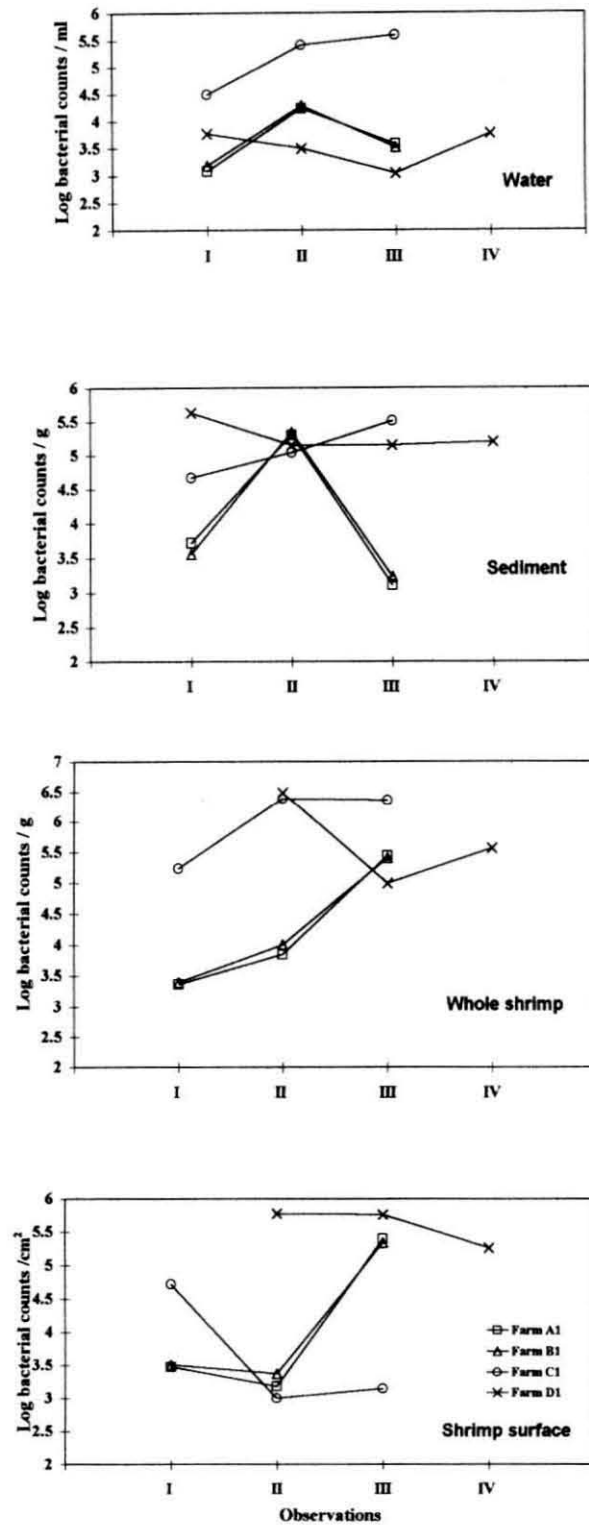 Log bacterial counts / ml
6
5.5
5
4.5
4
3.5
3
2.5
2
I II III IV
Water
Log bacterial counts / g
6
5.5
5
4.5
4
3.5
3
2.5
2
I II III IV
Sediment
Log bacterial counts / g
7
6.5
6
5.5
5
4.5
4
3.5
3
2.5
2
I II III IV
Whole shrimp
Log bacterial counts /cm²
6
5.5
5
4.5
4
3.5
3
2.5
2
I II III IV
Farm A1
Farm B1
Farm C1
Farm D1
Shrimp surface
Observations